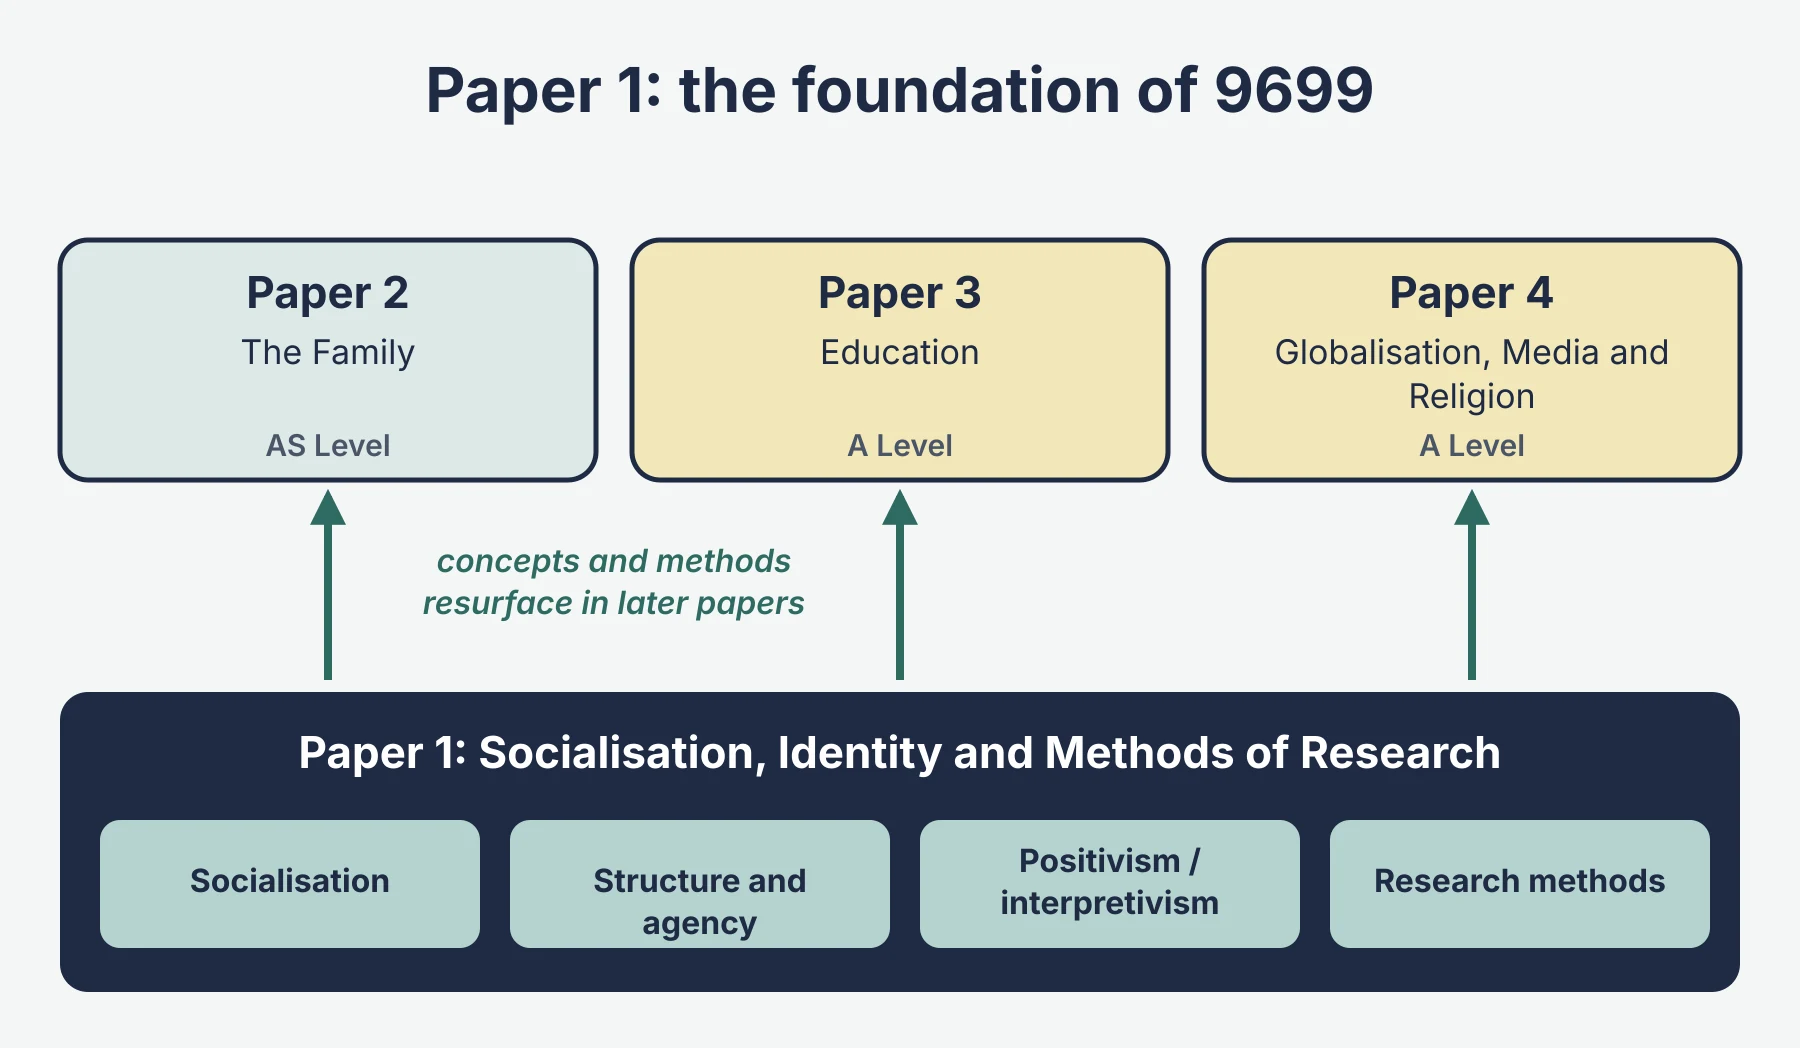 Paper 1: the foundation of 9699
Paper 2
The Family
AS Level
Paper 3
Education
A Level
Paper 4
Globalisation, Media and
Religion
A Level
concepts and methods
resurface in later papers
Paper 1: Socialisation, Identity and Methods of Research
Socialisation
Structure and
agency
Positivism /
interpretivism
Research methods